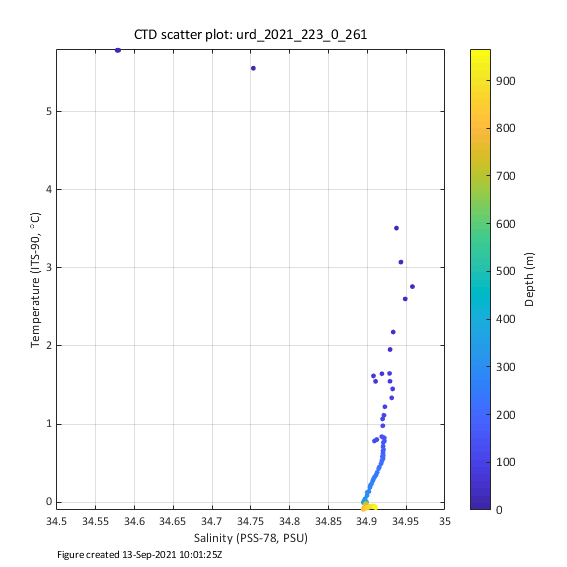 CTD scatter plot: urd_2021_223_0_261
5
4
3
2
1
0
Temperature (ITS-90, °C)
34.5 34.55 34.6 34.65 34.7 34.75 34.8 34.85 34.9 34.95 35
Salinity (PSS-78, PSU)
900
800
700
600
500
400
300
200
100
0
Depth (m)
Figure created 13-Sep-2021 10:01:25Z